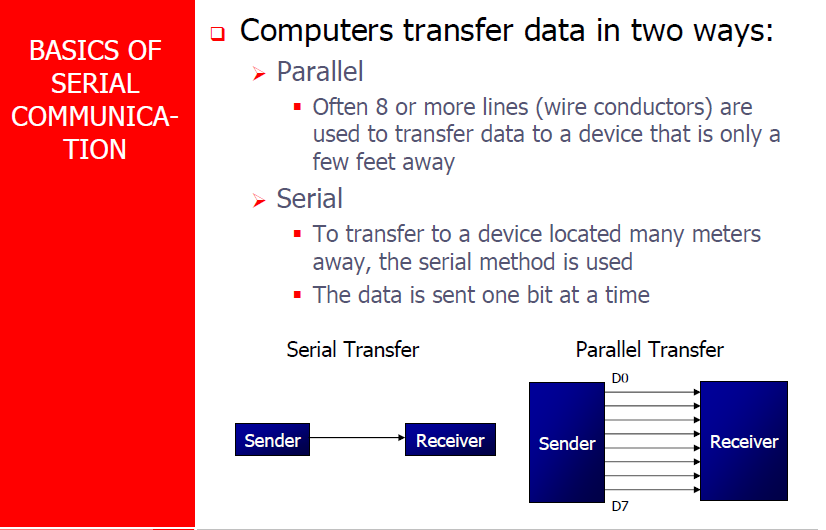 BASICS OF
SERIAL
COMMUNICA-
TION
Computers transfer data in two ways:
Parallel
Often 8 or more lines (wire conductors) are
used to transfer data to a device that is only a
few feet away
Serial
To transfer to a device located many meters
away, the serial method is used
The data is sent one bit at a time
Serial Transfer
Parallel Transfer
Sender
Receiver
D0
Sender
Receiver
D7